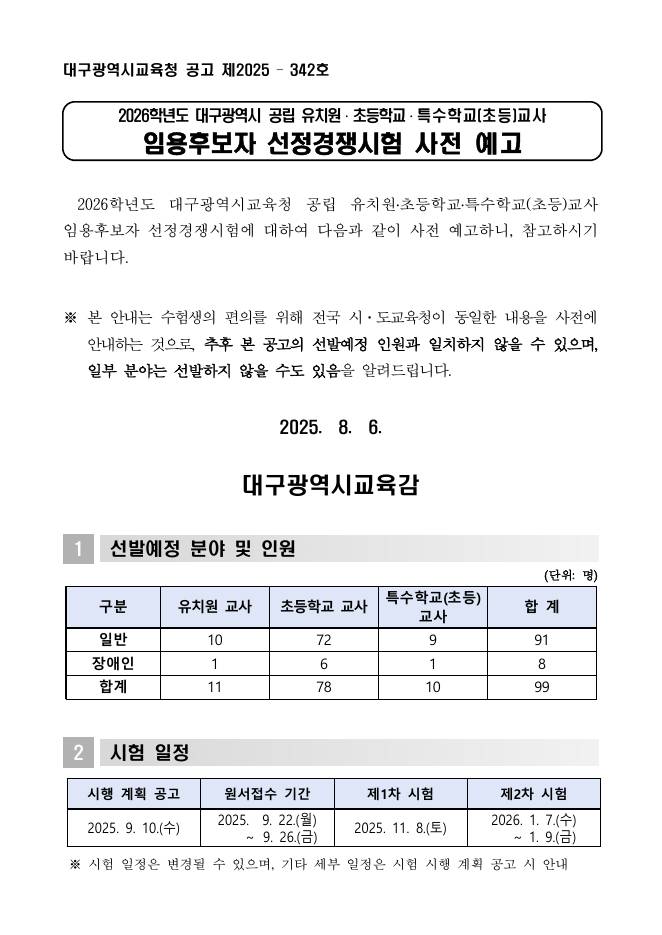 대구광역시교육청 공고 제2025 - 342호
2026학년도 대구광역시 공립 유치원·초등학교·특수학교(초등)교사
임용후보자 선정경쟁시험 사전 예고
2026학년도 대구광역시교육청 공립 유치원·초등학교·특수학교(초등)교사
임용후보자 선정경쟁시험에 대하여 다음과 같이 사전 예고하니, 참고하시기
바랍니다.
※ 본 안내는 수험생의 편의를 위해 전국 시·도교육청이 동일한 내용을 사전에
안내하는 것으로, 추후 본 공고의 선발예정 인원과 일치하지 않을 수 있으며,
일부 분야는 선발하지 않을 수도 있음을 알려드립니다.
2025. 8. 6.
대구광역시교육감
1 선발예정 분야 및 인원
(단위: 명)
구분 유치원 교사 초등학교 교사 특수학교(초등) 교사 합 계
일반 10 72 9 91
장애인 1 6 1 8
합계 11 78 10 99
2 시험 일정
시행 계획 공고 원서접수 기간 제1차 시험 제2차 시험
2025. 9. 10.(수) 2025. 9. 22.(월) ~ 9. 26.(금) 2025. 11. 8.(토) 2026. 1. 7.(수) ~ 1. 9.(금)
※ 시험 일정은 변경될 수 있으며, 기타 세부 일정은 시험 시행 계획 공고 시 안내